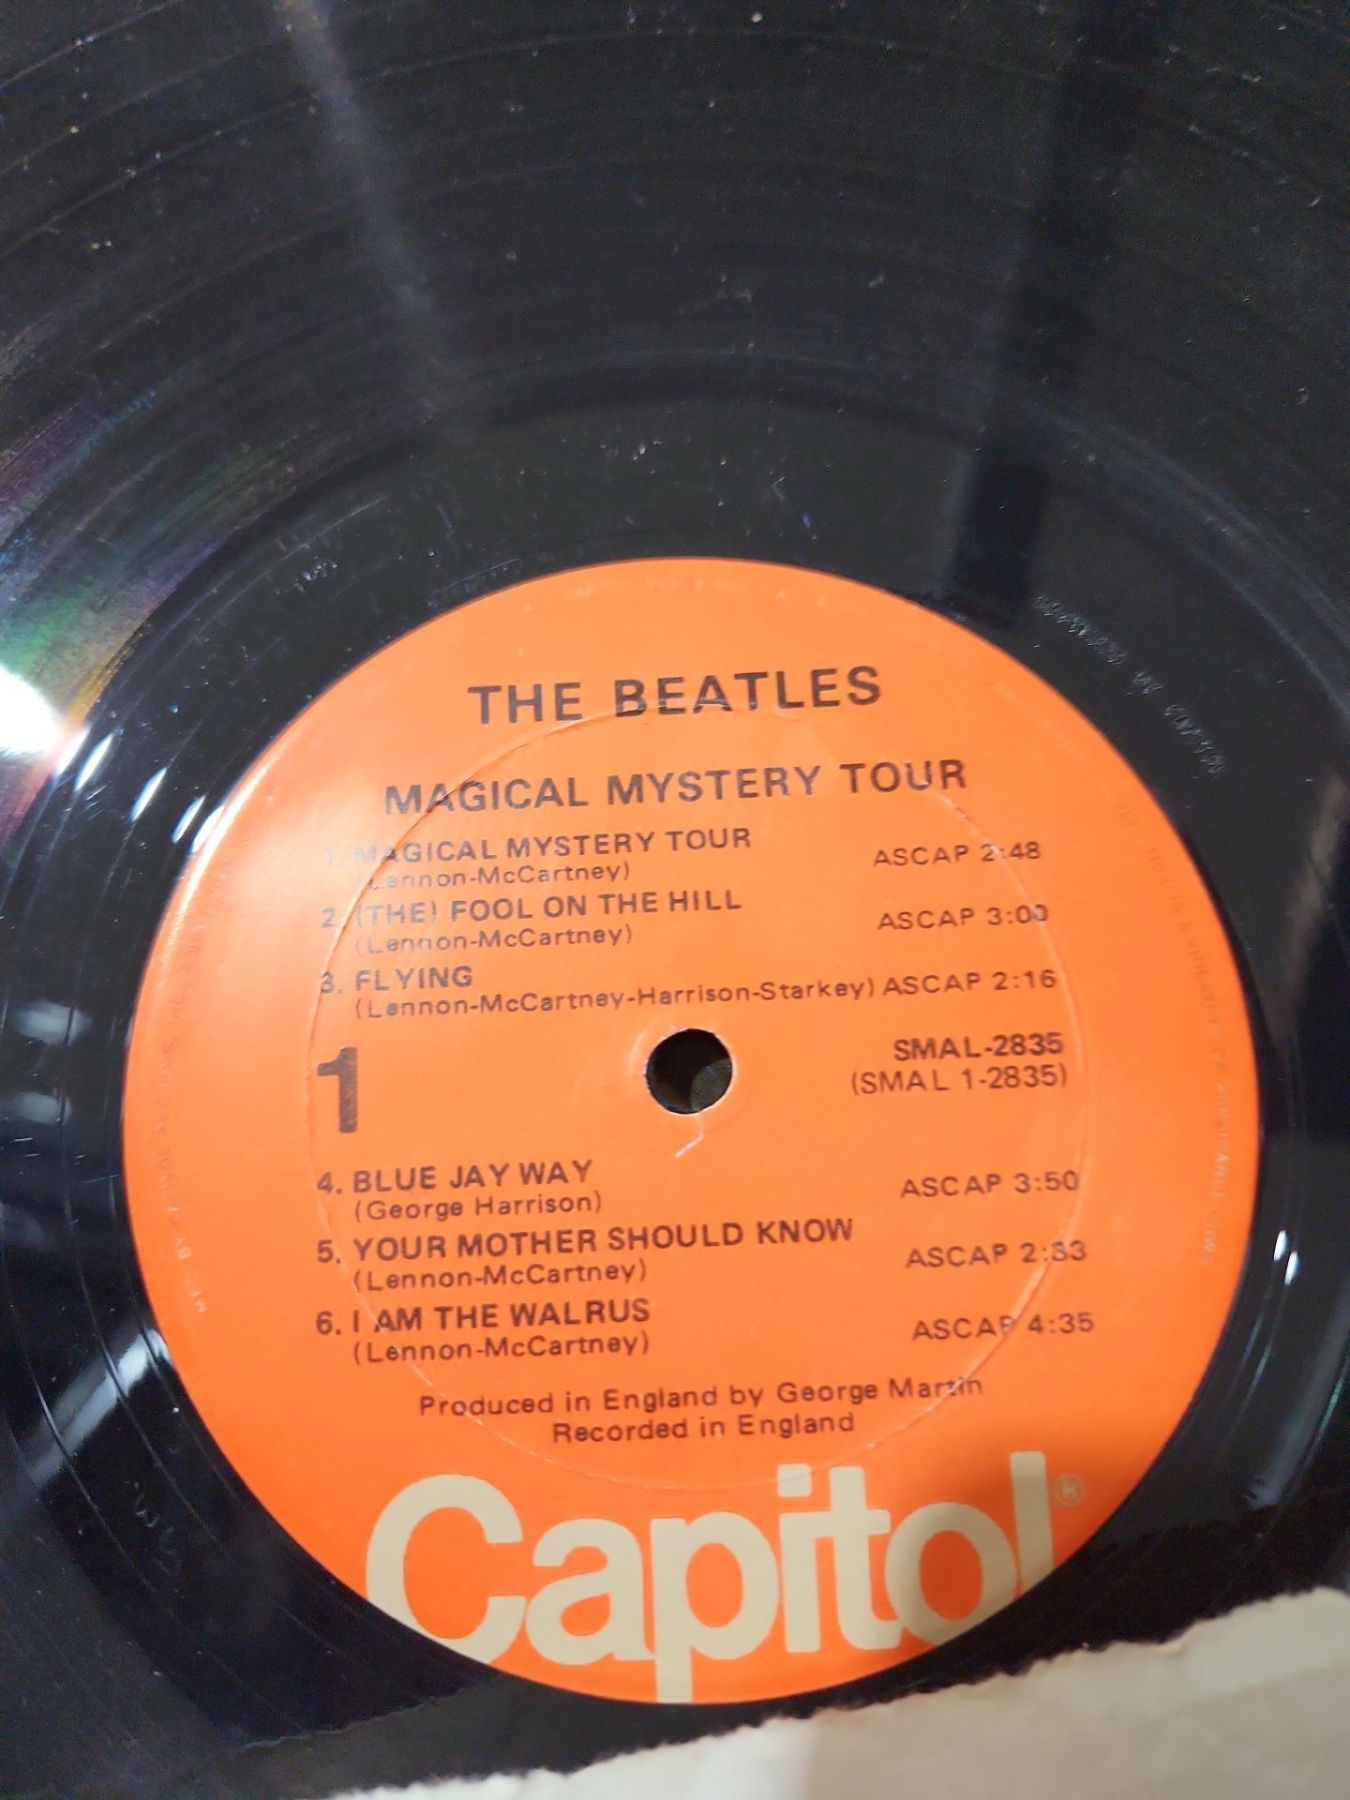 THE BEATLES
MAGICAL MYSTERY TOUR
1. MAGICAL MYSTERY TOUR ASCAP 2:48
(Lennon-McCartney)
2. (THE) FOOL ON THE HILL ASCAP 3:00
(Lennon-McCartney)
3. FLYING
(Lennon-McCartney-Harrison-Starkey) ASCAP 2:16
1
SMAL-2835
(SMAL 1-2835)
4. BLUE JAY WAY ASCAP 3:50
(George Harrison)
5. YOUR MOTHER SHOULD KNOW ASCAP 2:33
(Lennon-McCartney)
6. I AM THE WALRUS ASCAP 4:35
(Lennon-McCartney)
Produced in England by George Martin
Recorded in England
Capitol®